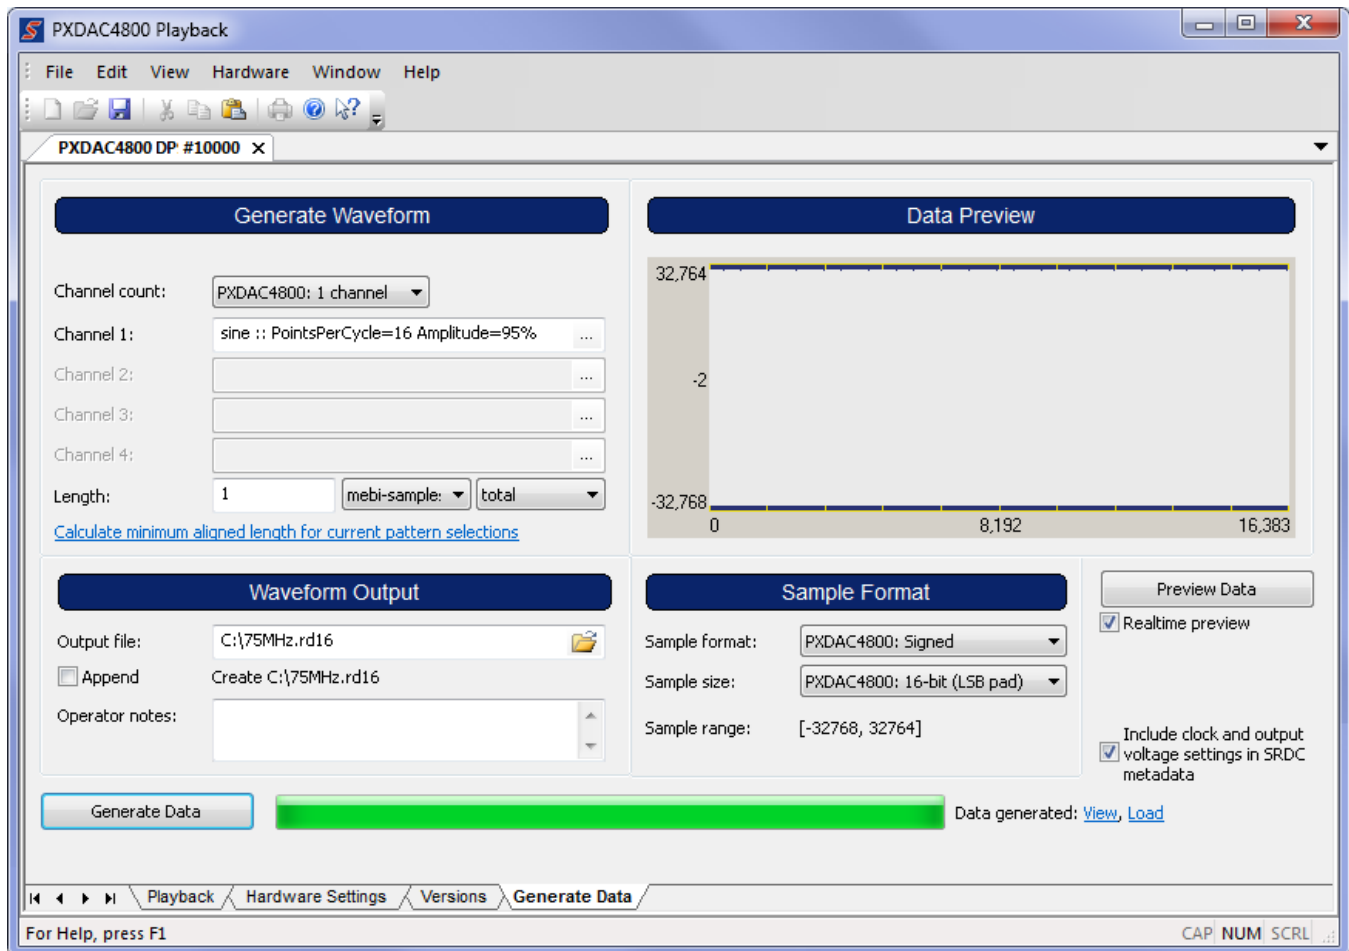 PXDAC4800 Playback
File Edit View Hardware Window Help
PXDAC4800 DP #10000
Generate Waveform
Channel count: PXDAC4800: 1 channel
Channel 1: sine :: PointsPerCycle=16 Amplitude=95% ...
Channel 2: ...
Channel 3: ...
Channel 4: ...
Length: 1 mebi-sample: total
Calculate minimum aligned length for current pattern selections
Data Preview
32,764
-2
-32,768
0 8,192 16,383
Waveform Output
Output file: C:\75MHz.rd16
Append Create C:\75MHz.rd16
Operator notes:
Sample Format
Sample format: PXDAC4800: Signed
Sample size: PXDAC4800: 16-bit (LSB pad)
Sample range: [-32768, 32764]
Preview Data
Realtime preview
Include clock and output
voltage settings in SRDC
metadata
Generate Data Data generated: View, Load
Playback Hardware Settings Versions Generate Data
For Help, press F1 CAP NUM SCRL